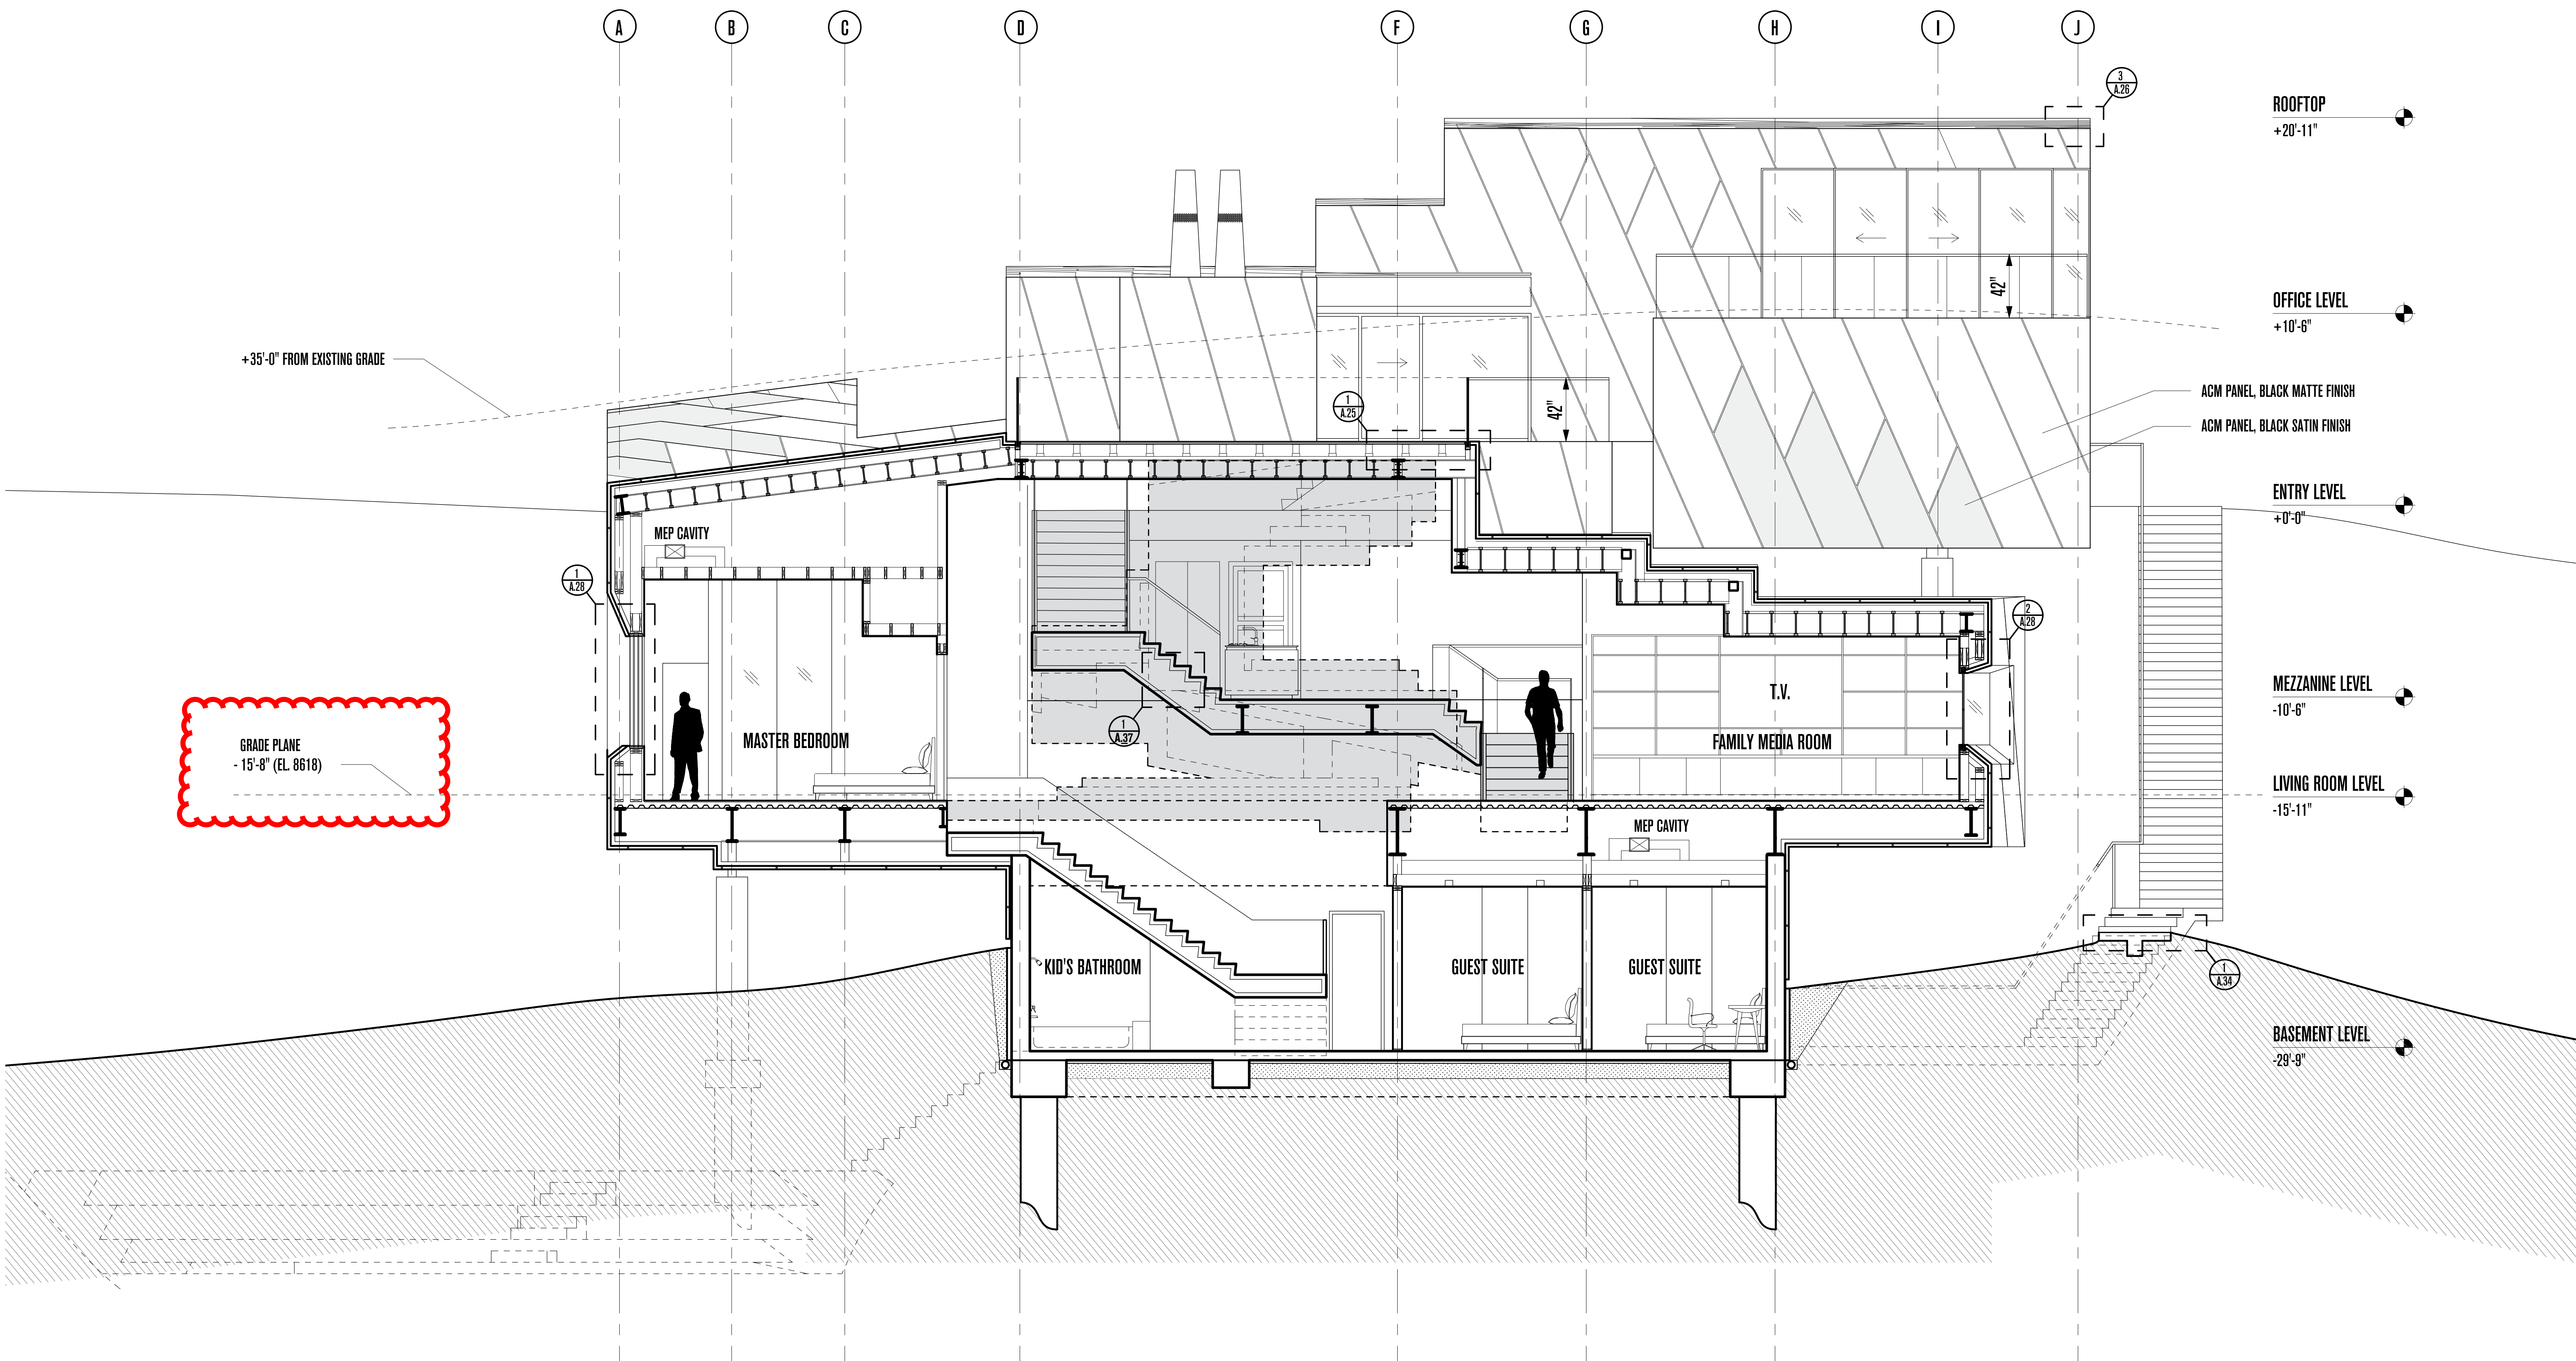 A
B
C
D
F
G
H
I
J
3
A.26
ROOFTOP
+20'-11"
42"
OFFICE LEVEL
+10'-6"
+35'-0" FROM EXISTING GRADE
1
A.25
42"
ACM PANEL, BLACK MATTE FINISH
ACM PANEL, BLACK SATIN FINISH
ENTRY LEVEL
+0'-0"
MEP CAVITY
1
A.28
2
A.28
MEZZANINE LEVEL
-10'-6"
T.V.
1
A.37
MASTER BEDROOM
FAMILY MEDIA ROOM
GRADE PLANE
- 15'-8" (EL. 8618)
LIVING ROOM LEVEL
-15'-11"
MEP CAVITY
KID'S BATHROOM
GUEST SUITE
GUEST SUITE
1
A.34
BASEMENT LEVEL
-29'-9"